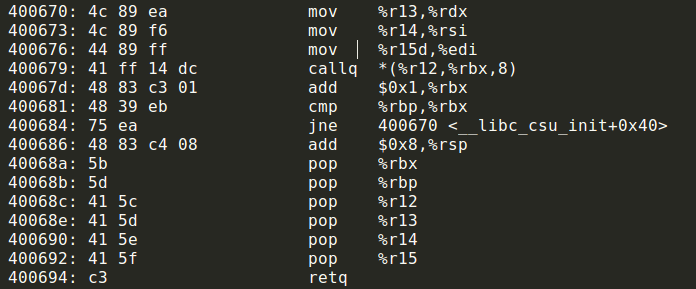 400670: 4c 89 ea mov %r13,%rdx
400673: 4c 89 f6 mov %r14,%rsi
400676: 44 89 ff mov %r15d,%edi
400679: 41 ff 14 dc callq *(%r12,%rbx,8)
40067d: 48 83 c3 01 add $0x1,%rbx
400681: 48 39 eb cmp %rbp,%rbx
400684: 75 ea jne 400670 <__libc_csu_init+0x40>
400686: 48 83 c4 08 add $0x8,%rsp
40068a: 5b pop %rbx
40068b: 5d pop %rbp
40068c: 41 5c pop %r12
40068e: 41 5d pop %r13
400690: 41 5e pop %r14
400692: 41 5f pop %r15
400694: c3 retq